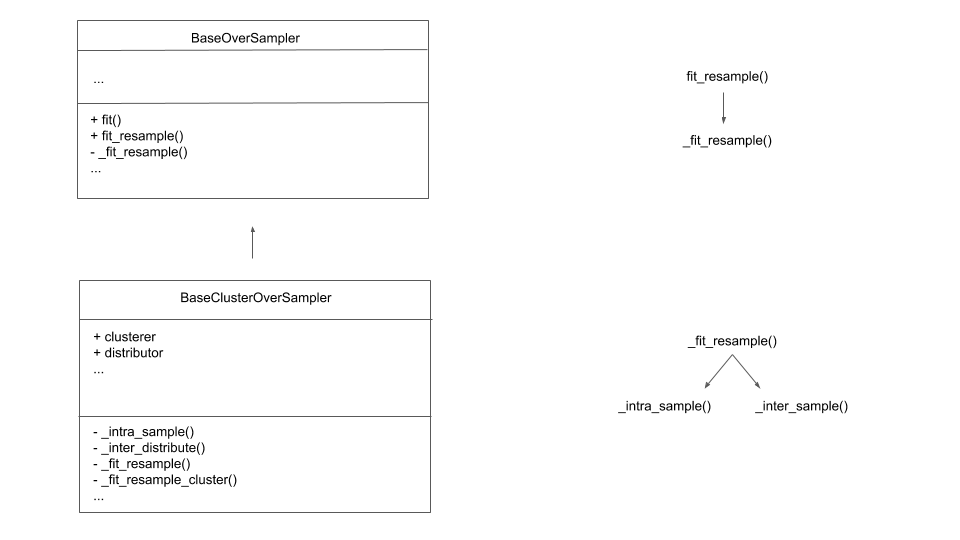 BaseOverSampler
...
+ fit()
+ fit_resample()
- _fit_resample()
...
fit_resample()
_fit_resample()
BaseClusterOverSampler
+ clusterer
+ distributor
...
- _intra_sample()
- _inter_distribute()
- _fit_resample()
- _fit_resample_cluster()
...
_fit_resample()
_intra_sample()
_inter_sample()